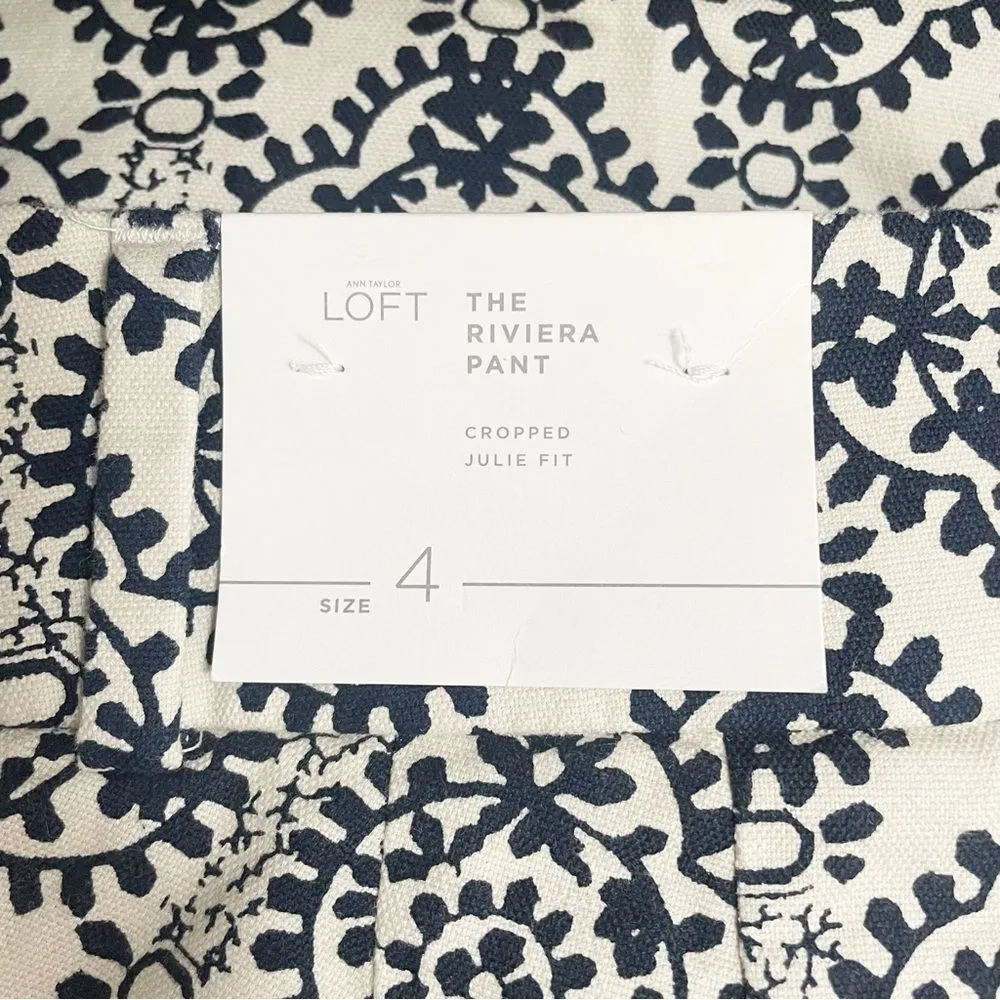 ANN TAYLOR
LOFT
THE
RIVIERA
PANT
CROPPED
JULIE FIT
SIZE 4